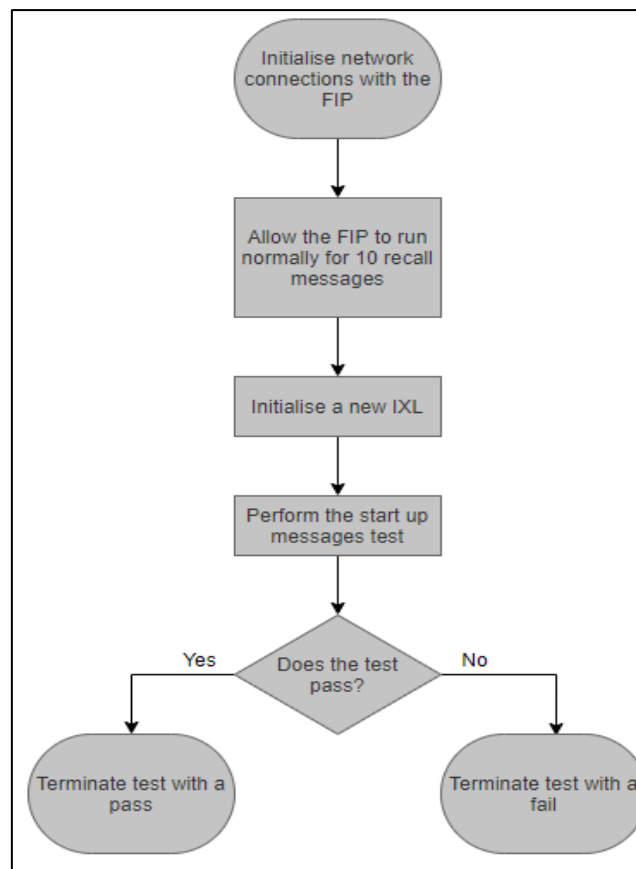 Initialise network
connections with the
FIP
Allow the FIP to run
normally for 10 recall
messages
Initialise a new IXL
Perform the start up
messages test
Does the test
pass?
Yes
No
Terminate test with a
pass
Terminate test with a
fail